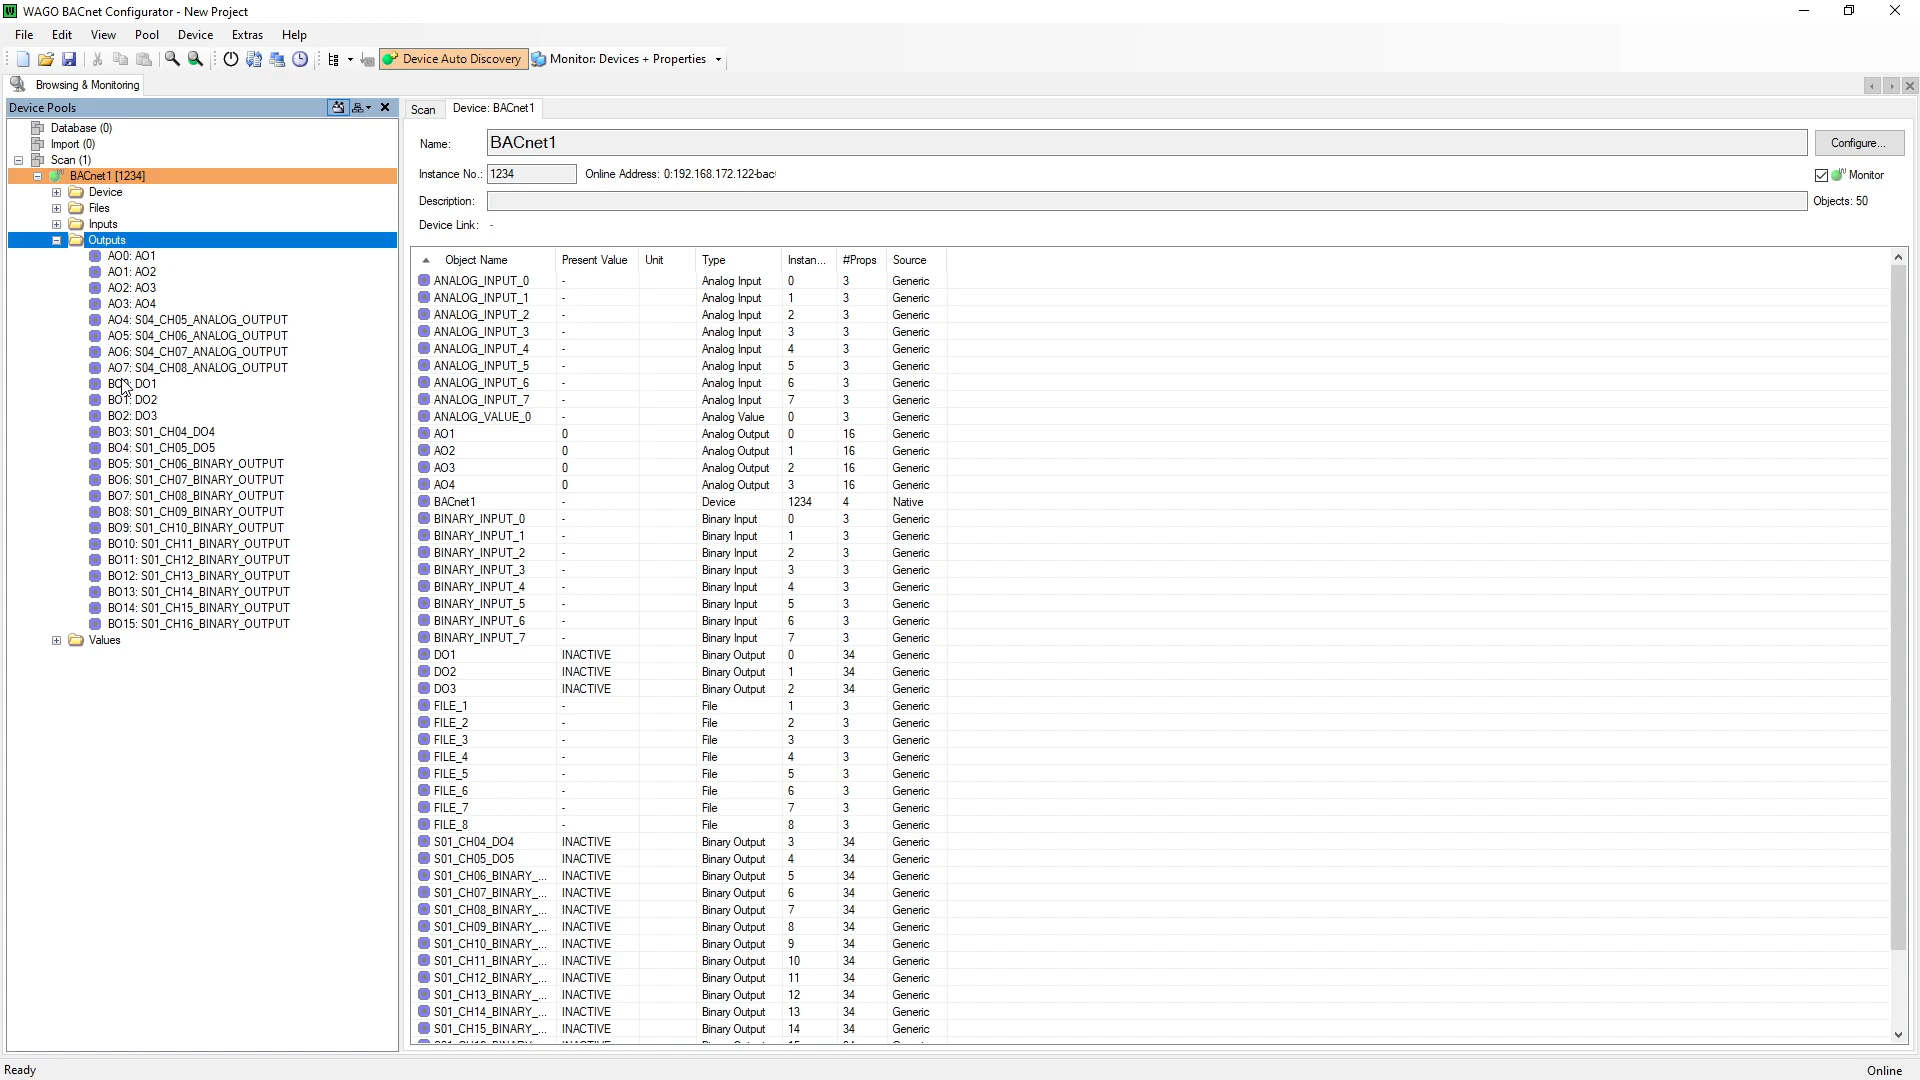 WAGO BACnet Configurator - New Project
File Edit View Pool Device Extras Help
Device Auto Discovery Monitor: Devices + Properties
Browsing & Monitoring
Device Pools
Database (0)
Import (0)
Scan (1)
BACnet1 [1234]
Device
Files
Inputs
Outputs
AO0: AO1
AO1: AO2
AO2: AO3
AO3: AO4
AO4: S04_CH05_ANALOG_OUTPUT
AO5: S04_CH06_ANALOG_OUTPUT
AO6: S04_CH07_ANALOG_OUTPUT
AO7: S04_CH08_ANALOG_OUTPUT
DO1
BO1: DO2
BO2: DO3
BO3: S01_CH04_DO4
BO4: S01_CH05_DO5
BO5: S01_CH06_BINARY_OUTPUT
BO6: S01_CH07_BINARY_OUTPUT
BO7: S01_CH08_BINARY_OUTPUT
BO8: S01_CH09_BINARY_OUTPUT
BO9: S01_CH10_BINARY_OUTPUT
BO10: S01_CH11_BINARY_OUTPUT
BO11: S01_CH12_BINARY_OUTPUT
BO12: S01_CH13_BINARY_OUTPUT
BO13: S01_CH14_BINARY_OUTPUT
BO14: S01_CH15_BINARY_OUTPUT
BO15: S01_CH16_BINARY_OUTPUT
Values
Scan Device: BACnet1
Name: BACnet1 Configure...
Instance No.: 1234 Online Address: 0:192.168.172.122-bac Monitor
Description: Objects: 50
Device Link: -
Object Name Present Value Unit Type Instan... #Props Source
ANALOG_INPUT_0 - Analog Input 0 3 Generic
ANALOG_INPUT_1 - Analog Input 1 3 Generic
ANALOG_INPUT_2 - Analog Input 2 3 Generic
ANALOG_INPUT_3 - Analog Input 3 3 Generic
ANALOG_INPUT_4 - Analog Input 4 3 Generic
ANALOG_INPUT_5 - Analog Input 5 3 Generic
ANALOG_INPUT_6 - Analog Input 6 3 Generic
ANALOG_INPUT_7 - Analog Input 7 3 Generic
ANALOG_VALUE_0 - Analog Value 0 3 Generic
AO1 0 Analog Output 0 16 Generic
AO2 0 Analog Output 1 16 Generic
AO3 0 Analog Output 2 16 Generic
AO4 0 Analog Output 3 16 Generic
BACnet1 - Device 1234 4 Native
BINARY_INPUT_0 - Binary Input 0 3 Generic
BINARY_INPUT_1 - Binary Input 1 3 Generic
BINARY_INPUT_2 - Binary Input 2 3 Generic
BINARY_INPUT_3 - Binary Input 3 3 Generic
BINARY_INPUT_4 - Binary Input 4 3 Generic
BINARY_INPUT_5 - Binary Input 5 3 Generic
BINARY_INPUT_6 - Binary Input 6 3 Generic
BINARY_INPUT_7 - Binary Input 7 3 Generic
DO1 INACTIVE Binary Output 0 34 Generic
DO2 INACTIVE Binary Output 1 34 Generic
DO3 INACTIVE Binary Output 2 34 Generic
FILE_1 - File 1 3 Generic
FILE_2 - File 2 3 Generic
FILE_3 - File 3 3 Generic
FILE_4 - File 4 3 Generic
FILE_5 - File 5 3 Generic
FILE_6 - File 6 3 Generic
FILE_7 - File 7 3 Generic
FILE_8 - File 8 3 Generic
S01_CH04_DO4 INACTIVE Binary Output 3 34 Generic
S01_CH05_DO5 INACTIVE Binary Output 4 34 Generic
S01_CH06_BINARY_... INACTIVE Binary Output 5 34 Generic
S01_CH07_BINARY_... INACTIVE Binary Output 6 34 Generic
S01_CH08_BINARY_... INACTIVE Binary Output 7 34 Generic
S01_CH09_BINARY_... INACTIVE Binary Output 8 34 Generic
S01_CH10_BINARY_... INACTIVE Binary Output 9 34 Generic
S01_CH11_BINARY_... INACTIVE Binary Output 10 34 Generic
S01_CH12_BINARY_... INACTIVE Binary Output 11 34 Generic
S01_CH13_BINARY_... INACTIVE Binary Output 12 34 Generic
S01_CH14_BINARY_... INACTIVE Binary Output 13 34 Generic
S01_CH15_BINARY_... INACTIVE Binary Output 14 34 Generic
Ready Online